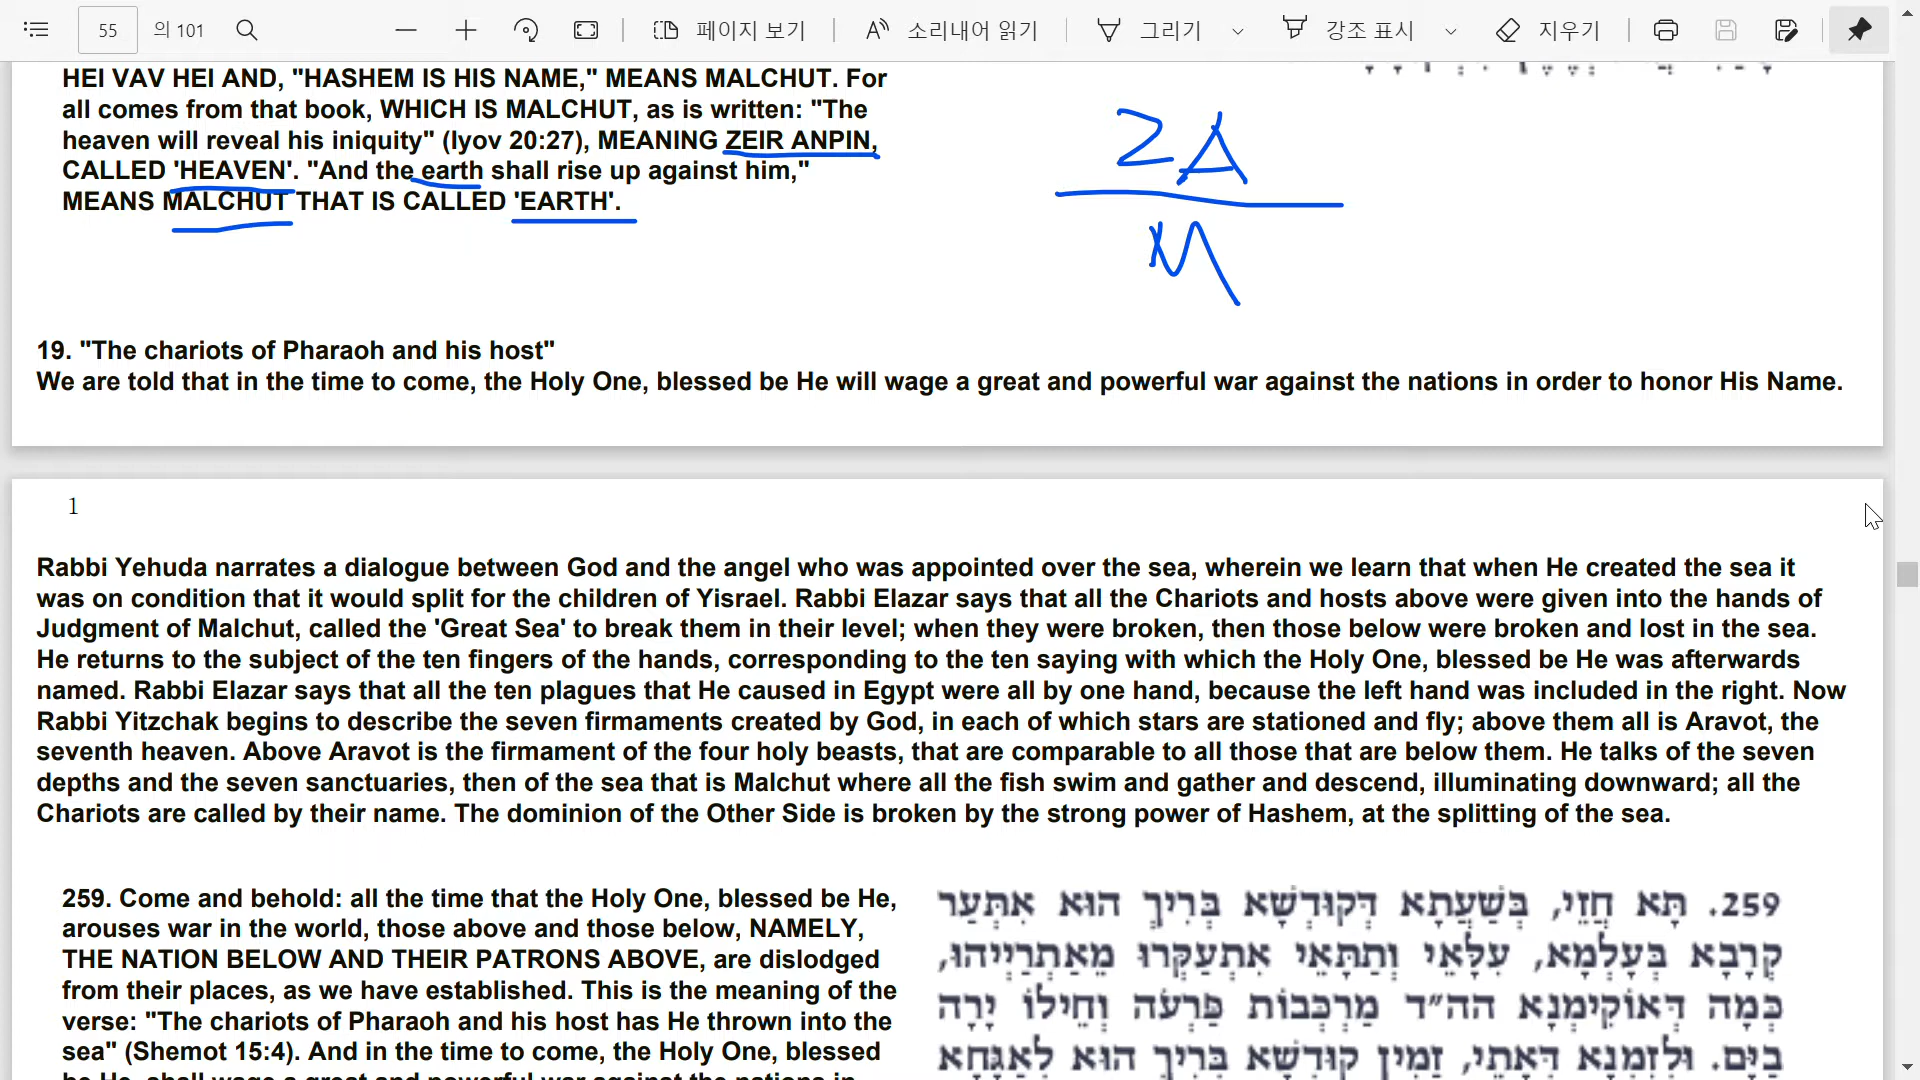 55 의 101 페이지 보기 소리내어 읽기 그리기 강조 표시 지우기
HEI VAV HEI AND, "HASHEM IS HIS NAME," MEANS MALCHUT. For
all comes from that book, WHICH IS MALCHUT, as is written: "The
heaven will reveal his iniquity" (Iyov 20:27), MEANING ZEIR ANPIN,
CALLED 'HEAVEN'. "And the earth shall rise up against him,"
MEANS MALCHUT THAT IS CALLED 'EARTH'.
ZA
M
19. "The chariots of Pharaoh and his host"
We are told that in the time to come, the Holy One, blessed be He will wage a great and powerful war against the nations in order to honor His Name.
1
Rabbi Yehuda narrates a dialogue between God and the angel who was appointed over the sea, wherein we learn that when He created the sea it
was on condition that it would split for the children of Yisrael. Rabbi Elazar says that all the Chariots and hosts above were given into the hands of
Judgment of Malchut, called the 'Great Sea' to break them in their level; when they were broken, then those below were broken and lost in the sea.
He returns to the subject of the ten fingers of the hands, corresponding to the ten saying with which the Holy One, blessed be He was afterwards
named. Rabbi Elazar says that all the ten plagues that He caused in Egypt were all by one hand, because the left hand was included in the right. Now
Rabbi Yitzchak begins to describe the seven firmaments created by God, in each of which stars are stationed and fly; above them all is Aravot, the
seventh heaven. Above Aravot is the firmament of the four holy beasts, that are comparable to all those that are below them. He talks of the seven
depths and the seven sanctuaries, then of the sea that is Malchut where all the fish swim and gather and descend, illuminating downward; all the
Chariots are called by their name. The dominion of the Other Side is broken by the strong power of Hashem, at the splitting of the sea.
259. Come and behold: all the time that the Holy One, blessed be He,
arouses war in the world, those above and those below, NAMELY,
THE NATION BELOW AND THEIR PATRONS ABOVE, are dislodged
from their places, as we have established. This is the meaning of the
verse: "The chariots of Pharaoh and his host has He thrown into the
sea" (Shemot 15:4). And in the time to come, the Holy One, blessed
be He, shall wage a great and powerful war against the nations in
259. תָּא חֲזֵי, בְּשַׁעֲתָא דְּקוּדְשָׁא בְּרִיךְ הוּא אִתְּעַר
קְרָבָא בְּעָלְמָא, עִלָּאֵי וְתַתָּאֵי אִתְעַקְּרוּ מֵאַתְרַיְיהוּ,
כְּמָה דְּאוֹקִימְנָא הה״ד מַרְכְּבוֹת פַּרְעֹה וְחֵילוֹ יָרָה
בַיָּם. וּלְזִמְנָא דְּאָתֵי, זַמִּין קוּדְשָׁא בְּרִיךְ הוּא לְאַגָּחָא